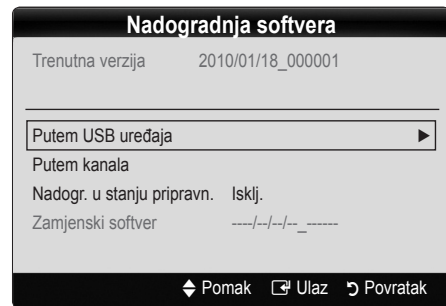 Nadogradnja softvera
Trenutna verzija 2010/01/18_000001
Putem USB uređaja ▶
Putem kanala
Nadogr. u stanju pripravn. Isklj.
Zamjenski softver ----/--/--/--_------
Pomak Ulaz Povratak